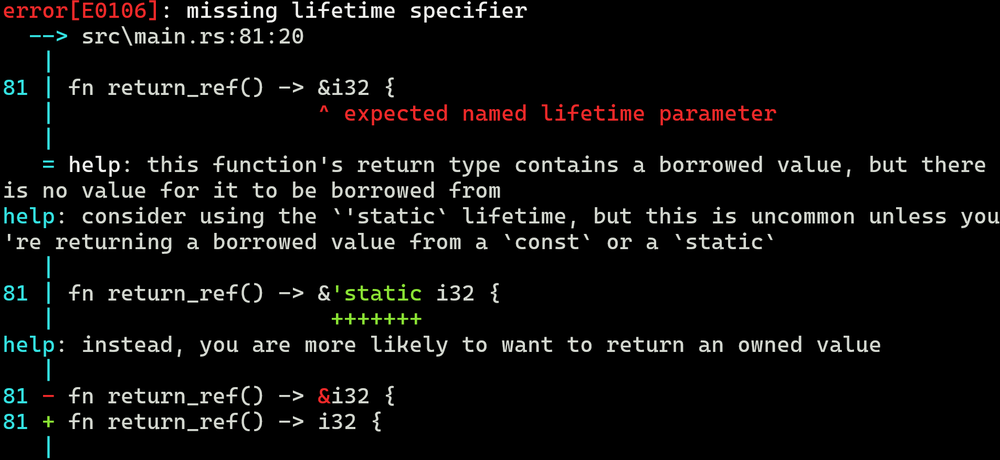 error[E0106]: missing lifetime specifier
  --> src\main.rs:81:20
   |
81 | fn return_ref() -> &i32 {
   |                    ^ expected named lifetime parameter
   |
   = help: this function's return type contains a borrowed value, but there
is no value for it to be borrowed from
help: consider using the `'static` lifetime, but this is uncommon unless you
're returning a borrowed value from a `const` or a `static`
   |
81 | fn return_ref() -> &'static i32 {
   |                     +++++++
help: instead, you are more likely to want to return an owned value
   |
81 - fn return_ref() -> &i32 {
81 + fn return_ref() -> i32 {
   |